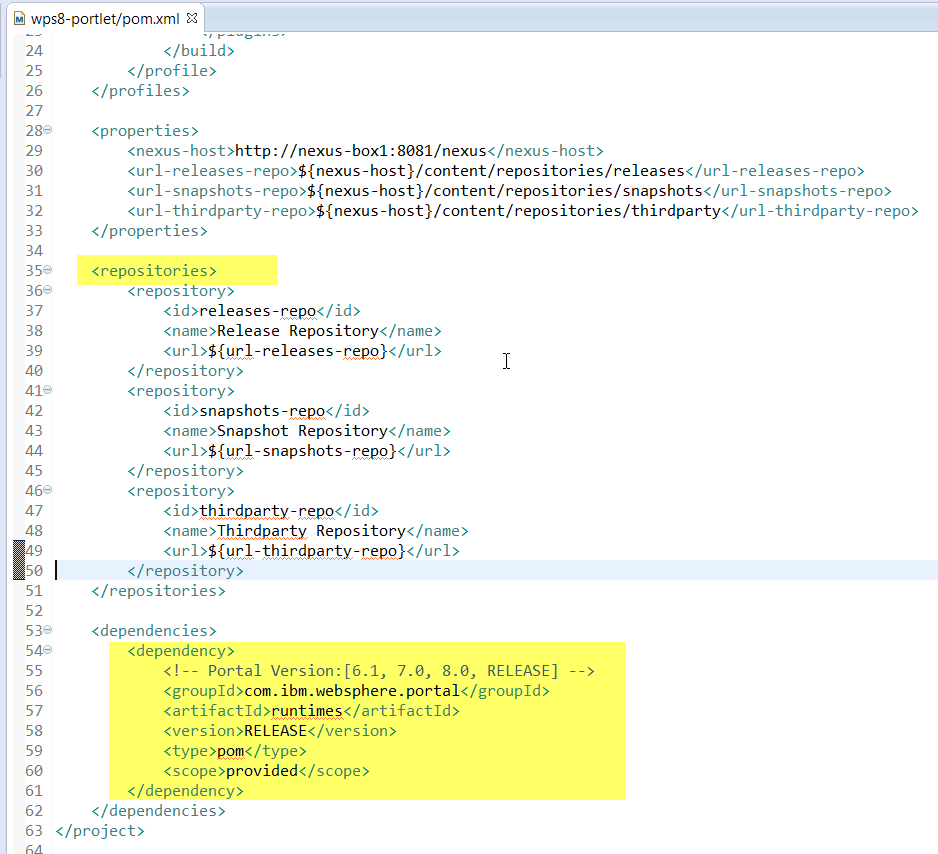 wps8-portlet/pom.xml
24 </build>
25 </profile>
26 </profiles>
27
28 <properties>
29 <nexus-host>http://nexus-box1:8081/nexus</nexus-host>
30 <url-releases-repo>${nexus-host}/content/repositories/releases</url-releases-repo>
31 <url-snapshots-repo>${nexus-host}/content/repositories/snapshots</url-snapshots-repo>
32 <url-thirdparty-repo>${nexus-host}/content/repositories/thirdparty</url-thirdparty-repo>
33 </properties>
34
35 <repositories>
36 <repository>
37 <id>releases-repo</id>
38 <name>Release Repository</name>
39 <url>${url-releases-repo}</url>
40 </repository>
41 <repository>
42 <id>snapshots-repo</id>
43 <name>Snapshot Repository</name>
44 <url>${url-snapshots-repo}</url>
45 </repository>
46 <repository>
47 <id>thirdparty-repo</id>
48 <name>Thirdparty Repository</name>
49 <url>${url-thirdparty-repo}</url>
50 </repository>
51 </repositories>
52
53 <dependencies>
54 <dependency>
55 <!-- Portal Version:[6.1, 7.0, 8.0, RELEASE] -->
56 <groupId>com.ibm.websphere.portal</groupId>
57 <artifactId>runtimes</artifactId>
58 <version>RELEASE</version>
59 <type>pom</type>
60 <scope>provided</scope>
61 </dependency>
62 </dependencies>
63 </project>
64